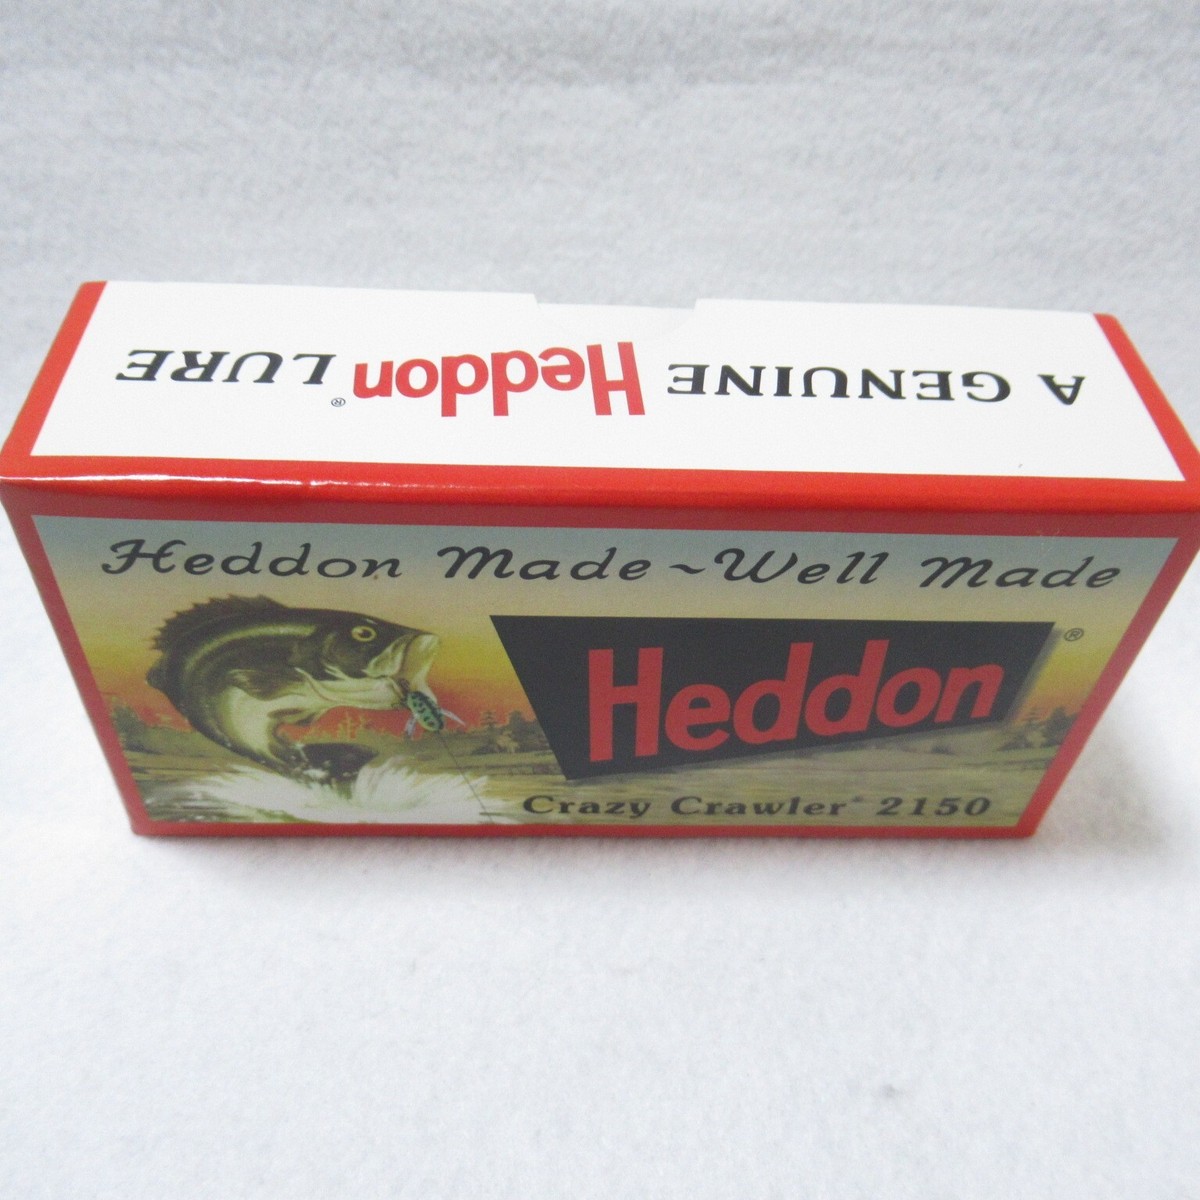 A GENUINE Heddon® LURE
Heddon Made ~ Well Made
Heddon®
Crazy Crawler® 2150